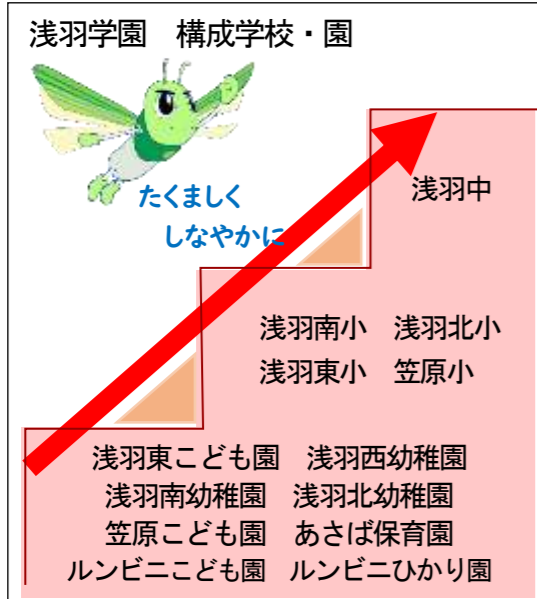 浅羽学園　構成学校・園
たくましく
しなやかに
浅羽中
浅羽南小　浅羽北小
浅羽東小　笠原小
浅羽東こども園　浅羽西幼稚園
浅羽南幼稚園　浅羽北幼稚園
笠原こども園　あさば保育園
ルンビニこども園　ルンビニひかり園